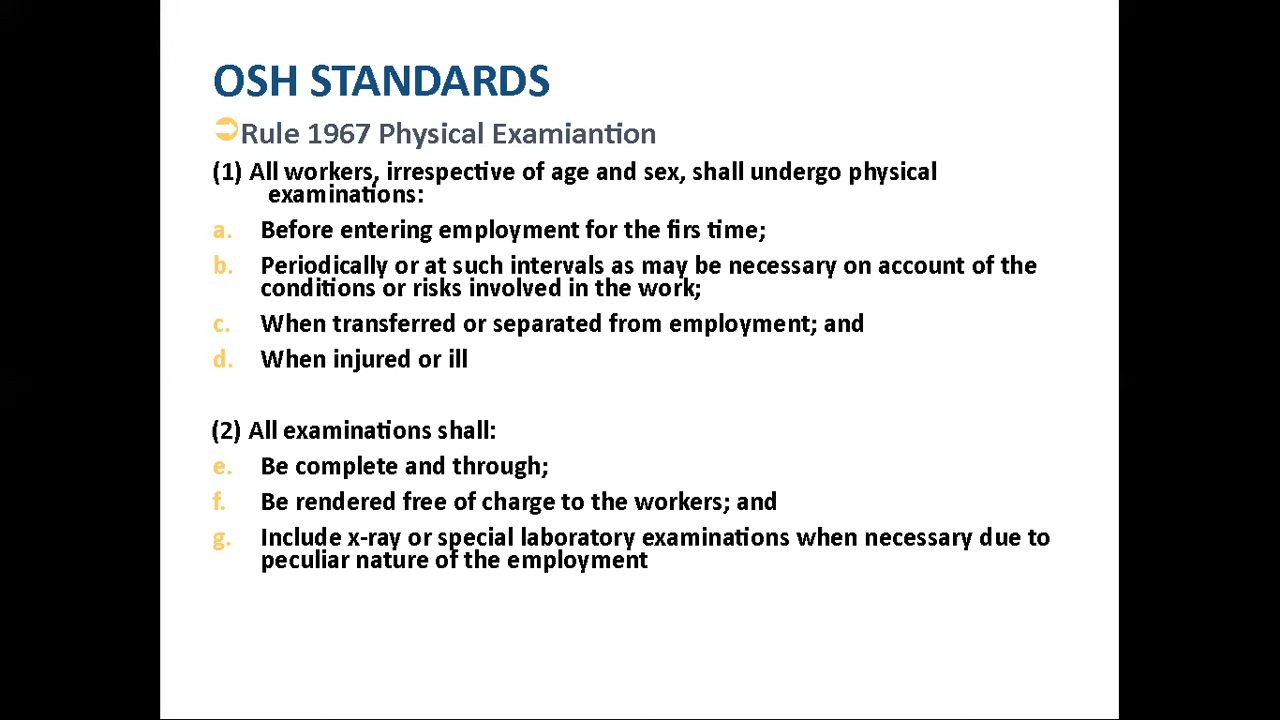 OSH STANDARDS
➲Rule 1967 Physical Examiantion
(1) All workers, irrespective of age and sex, shall undergo physical
examinations:
a. Before entering employment for the firs time;
b. Periodically or at such intervals as may be necessary on account of the
conditions or risks involved in the work;
c. When transferred or separated from employment; and
d. When injured or ill
(2) All examinations shall:
e. Be complete and through;
f. Be rendered free of charge to the workers; and
g. Include x-ray or special laboratory examinations when necessary due to
peculiar nature of the employment